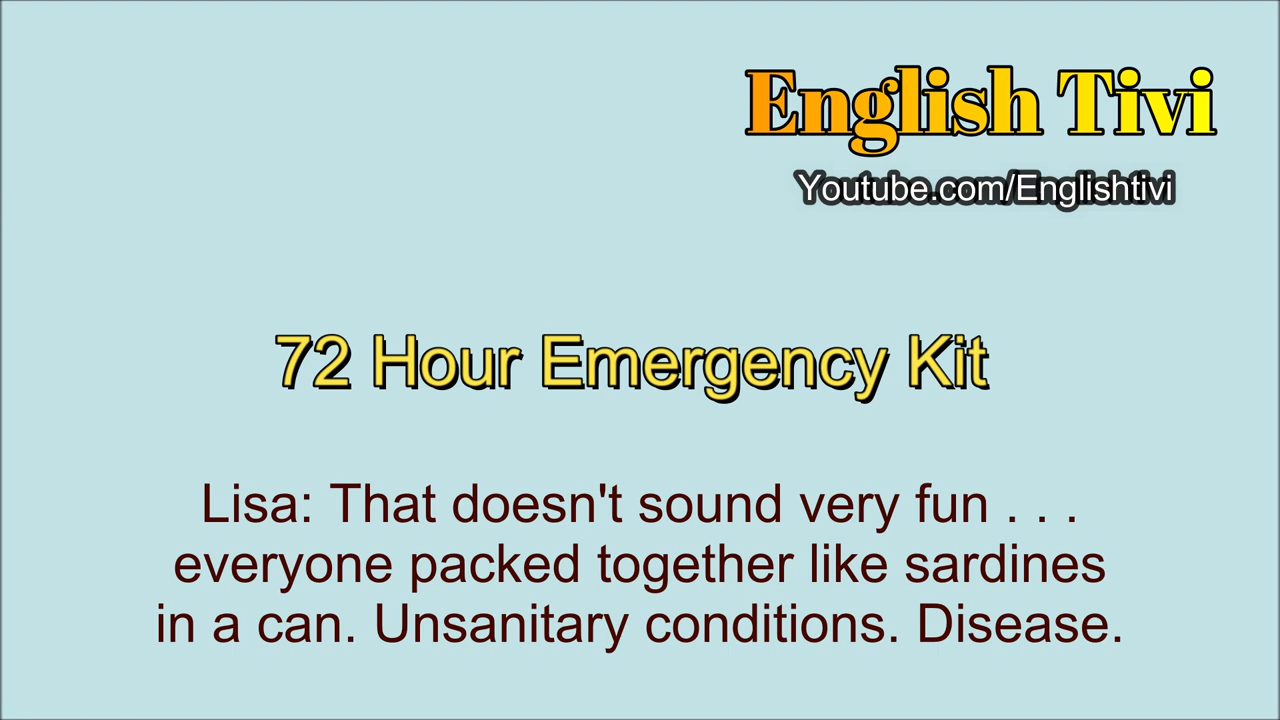 English Tivi
Youtube.com/Englishtivi
72 Hour Emergency Kit
Lisa: That doesn't sound very fun . . .
everyone packed together like sardines
in a can. Unsanitary conditions. Disease.